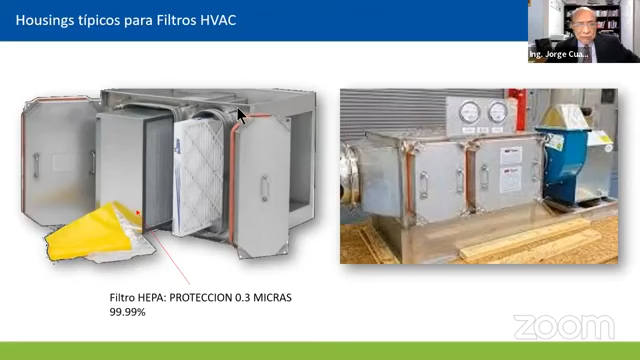 Housings típicos para Filtros HVAC
Ing. Jorge Cua...
Filtro HEPA: PROTECCION 0.3 MICRAS
99.99%
zoom